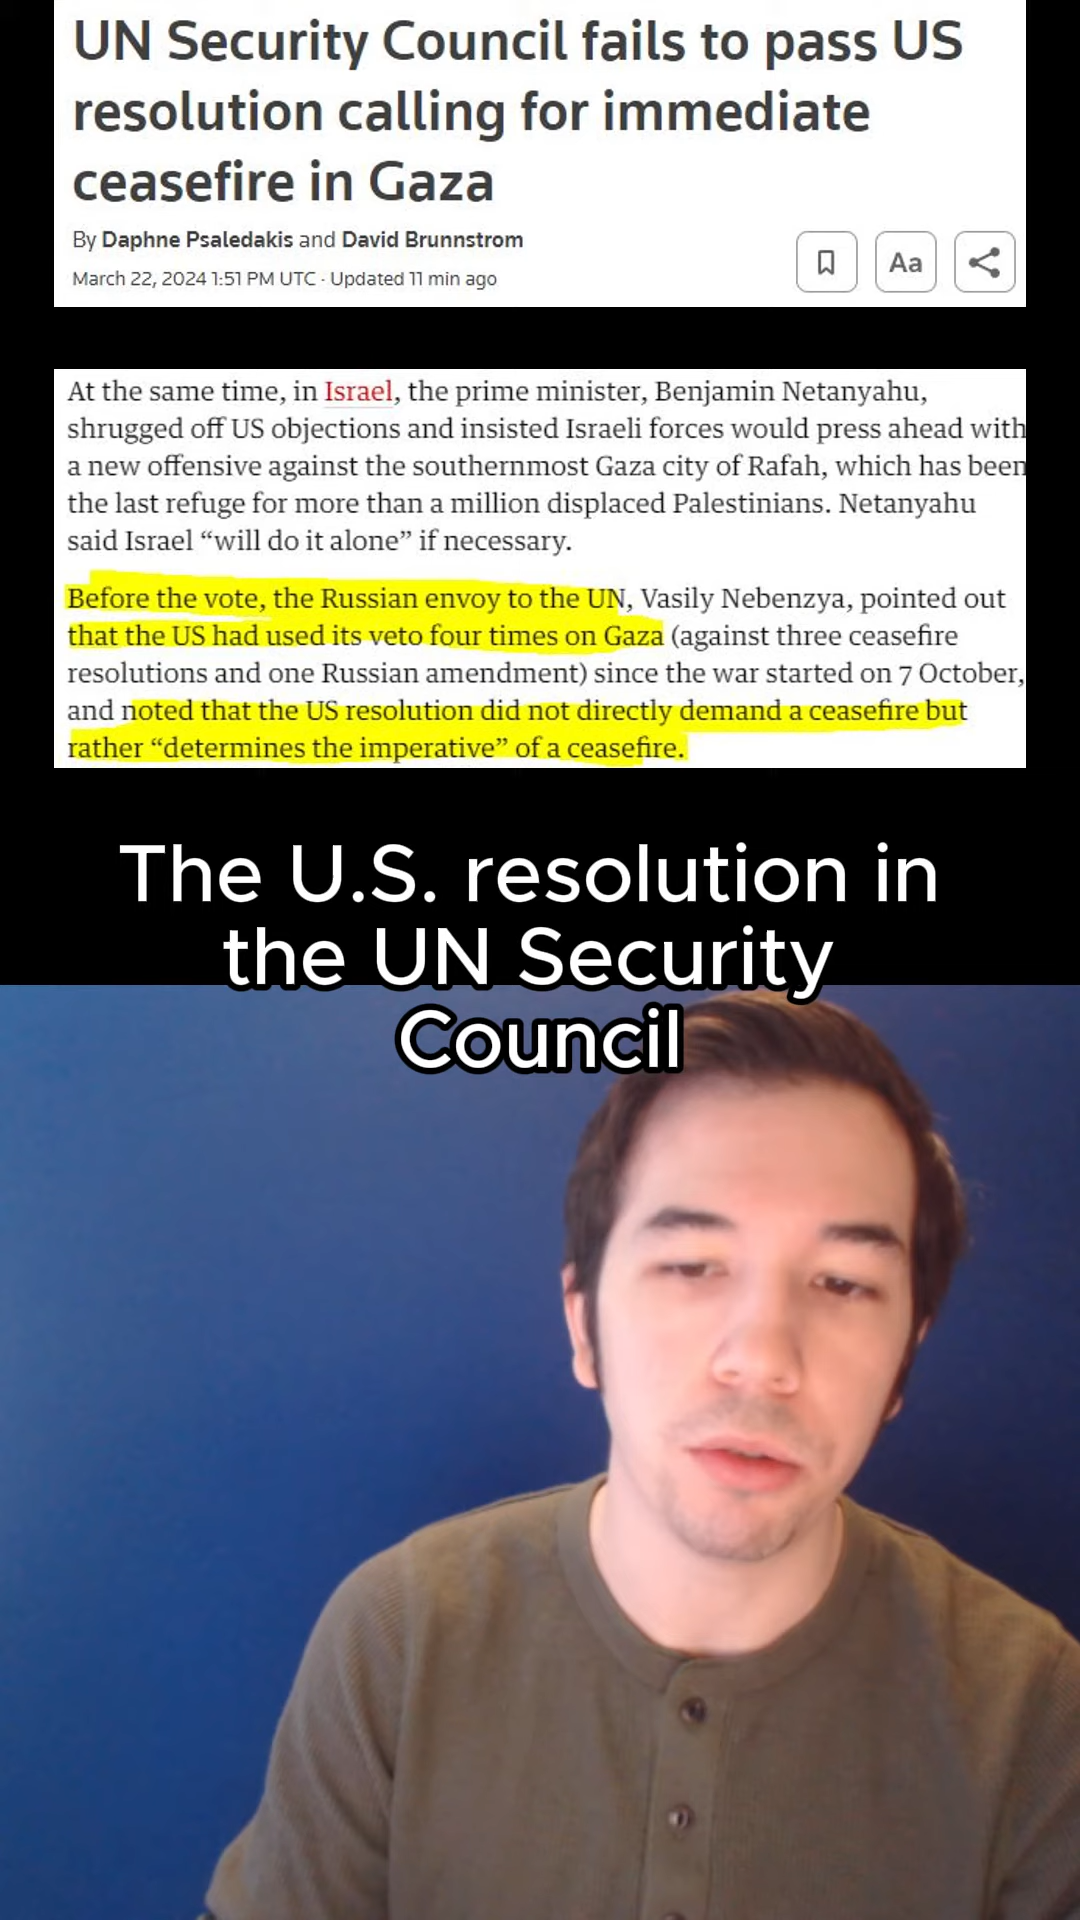 UN Security Council fails to pass US
resolution calling for immediate
ceasefire in Gaza
By Daphne Psaledakis and David Brunnstrom
March 22, 2024 1:51 PM UTC · Updated 11 min ago
Aa
At the same time, in Israel, the prime minister, Benjamin Netanyahu,
shrugged off US objections and insisted Israeli forces would press ahead with
a new offensive against the southernmost Gaza city of Rafah, which has been
the last refuge for more than a million displaced Palestinians. Netanyahu
said Israel “will do it alone” if necessary.
Before the vote, the Russian envoy to the UN, Vasily Nebenzya, pointed out
that the US had used its veto four times on Gaza (against three ceasefire
resolutions and one Russian amendment) since the war started on 7 October,
and noted that the US resolution did not directly demand a ceasefire but
rather “determines the imperative” of a ceasefire.
The U.S. resolution in
the UN Security
Council